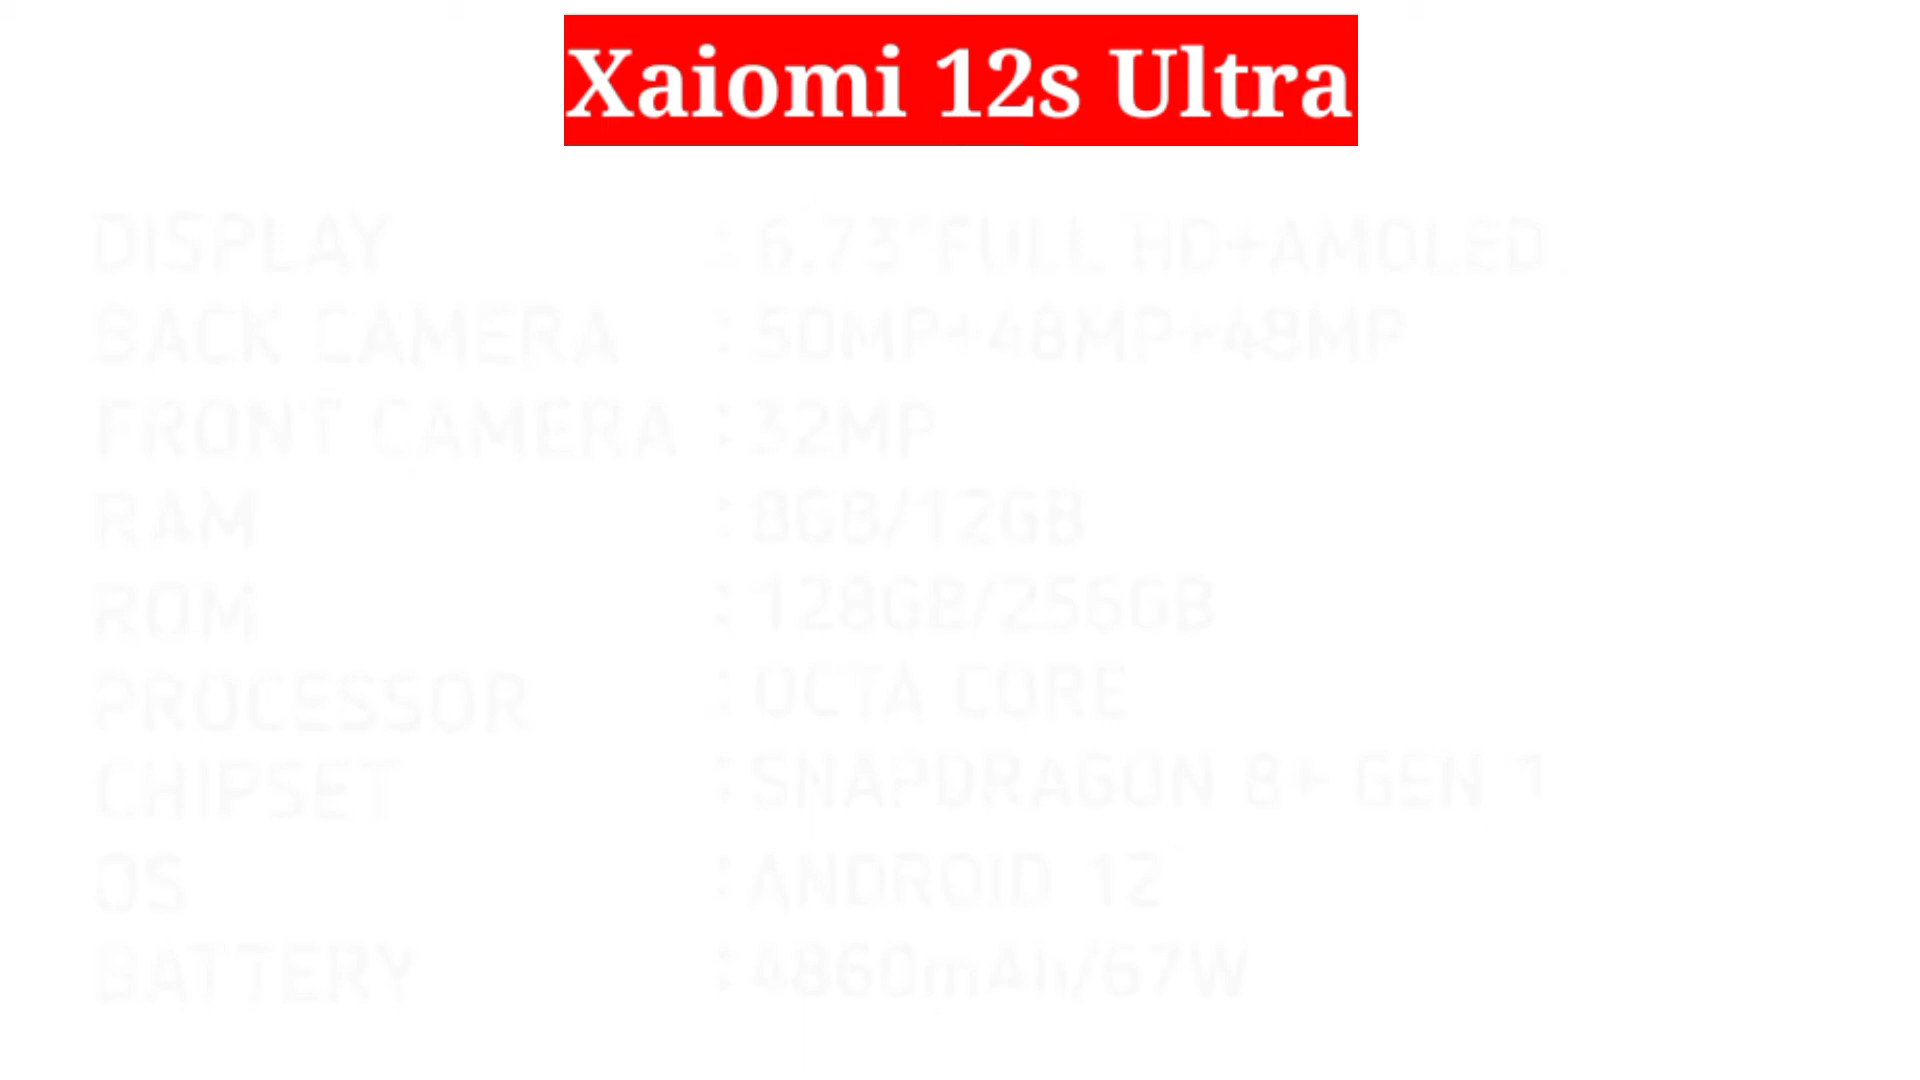 Xaiomi 12s Ultra
DISPLAY : 6.73"FULL HD+AMOLED
BACK CAMERA : 50MP+48MP+48MP
FRONT CAMERA : 32MP
RAM : 8GB/12GB
ROM : 128GB/256GB
PROCESSOR : OCTA CORE
CHIPSET : SNAPDRAGON 8+ GEN 1
OS : ANDROID 12
BATTERY : 4860mAh/67W